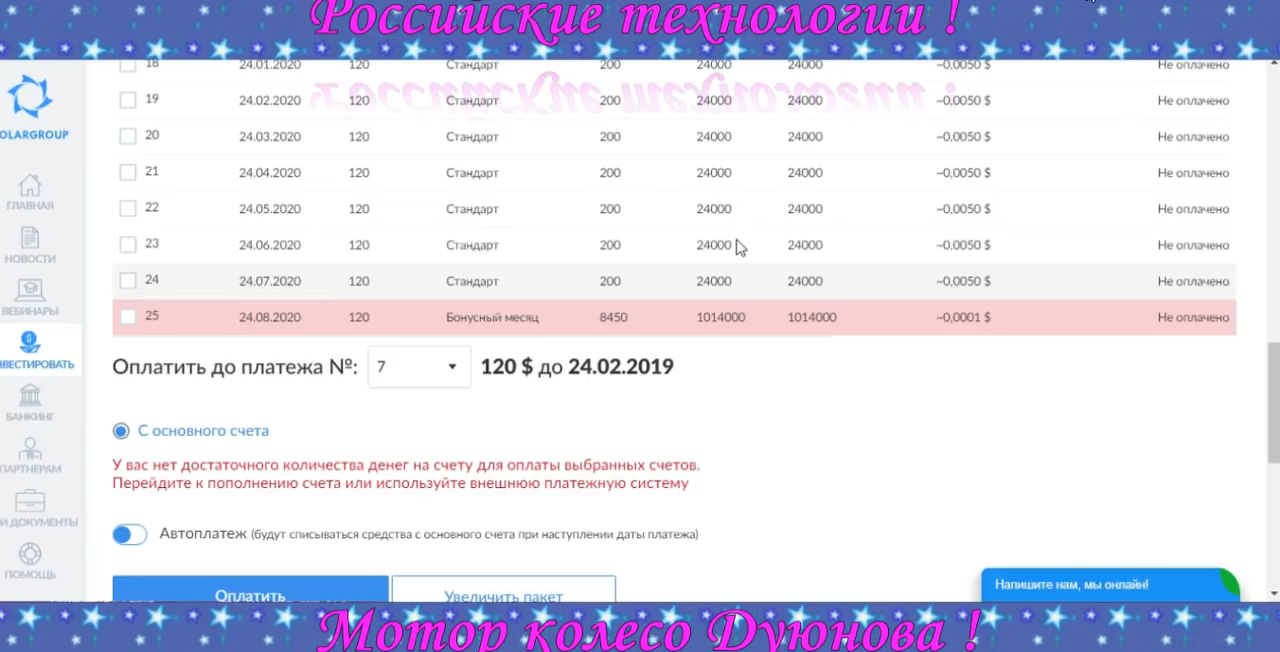 Российские технологии !
18 24.01.2020 120 Стандарт 200 24000 24000 ~0,0050 $ Не оплачено
19 24.02.2020 120 Стандарт 200 24000 24000 ~0,0050 $ Не оплачено
Российские технологии !
20 24.03.2020 120 Стандарт 200 24000 24000 ~0,0050 $ Не оплачено
OLARGROUP
21 24.04.2020 120 Стандарт 200 24000 24000 ~0,0050 $ Не оплачено
22 24.05.2020 120 Стандарт 200 24000 24000 ~0,0050 $ Не оплачено
ГЛАВНАЯ
23 24.06.2020 120 Стандарт 200 24000 24000 ~0,0050 $ Не оплачено
НОВОСТИ
24 24.07.2020 120 Стандарт 200 24000 24000 ~0,0050 $ Не оплачено
ВЕБИНАРЫ
25 24.08.2020 120 Бонусный месяц 8450 1014000 1014000 ~0,0001 $ Не оплачено
НВЕСТИРОВАТЬ
Оплатить до платежа №: 7 120 $ до 24.02.2019
БАНКИНГ
С основного счета
ПАРТНЕРАМ
У вас нет достаточного количества денег на счету для оплаты выбранных счетов.
Перейдите к пополнению счета или используйте внешнюю платежную систему
И ДОКУМЕНТЫ
Автоплатеж (будут списываться средства с основного счета при наступлении даты платежа)
ПОМОЩЬ
Напишите нам, мы онлайн!
Оплатить Увеличить пакет
Мотор колесо Дуюнова !